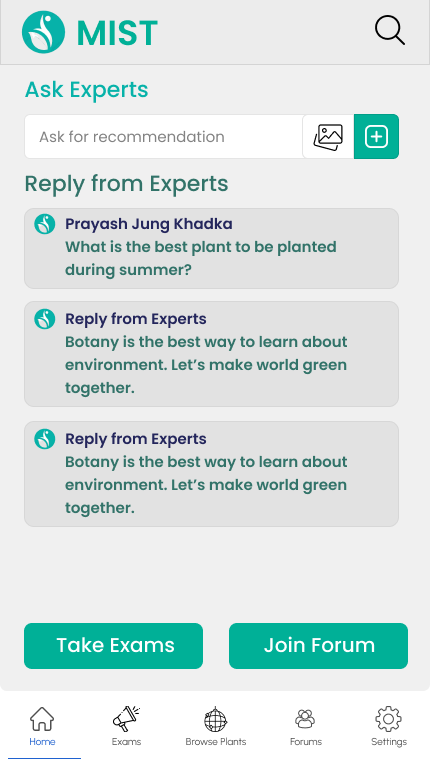 MIST
Ask Experts
Ask for recommendation
Reply from Experts
Prayash Jung Khadka
What is the best plant to be planted
during summer?
Reply from Experts
Botany is the best way to learn about
environment. Let’s make world green
together.
Reply from Experts
Botany is the best way to learn about
environment. Let’s make world green
together.
Take Exams
Join Forum
Home
Exams
Browse Plants
Forums
Settings